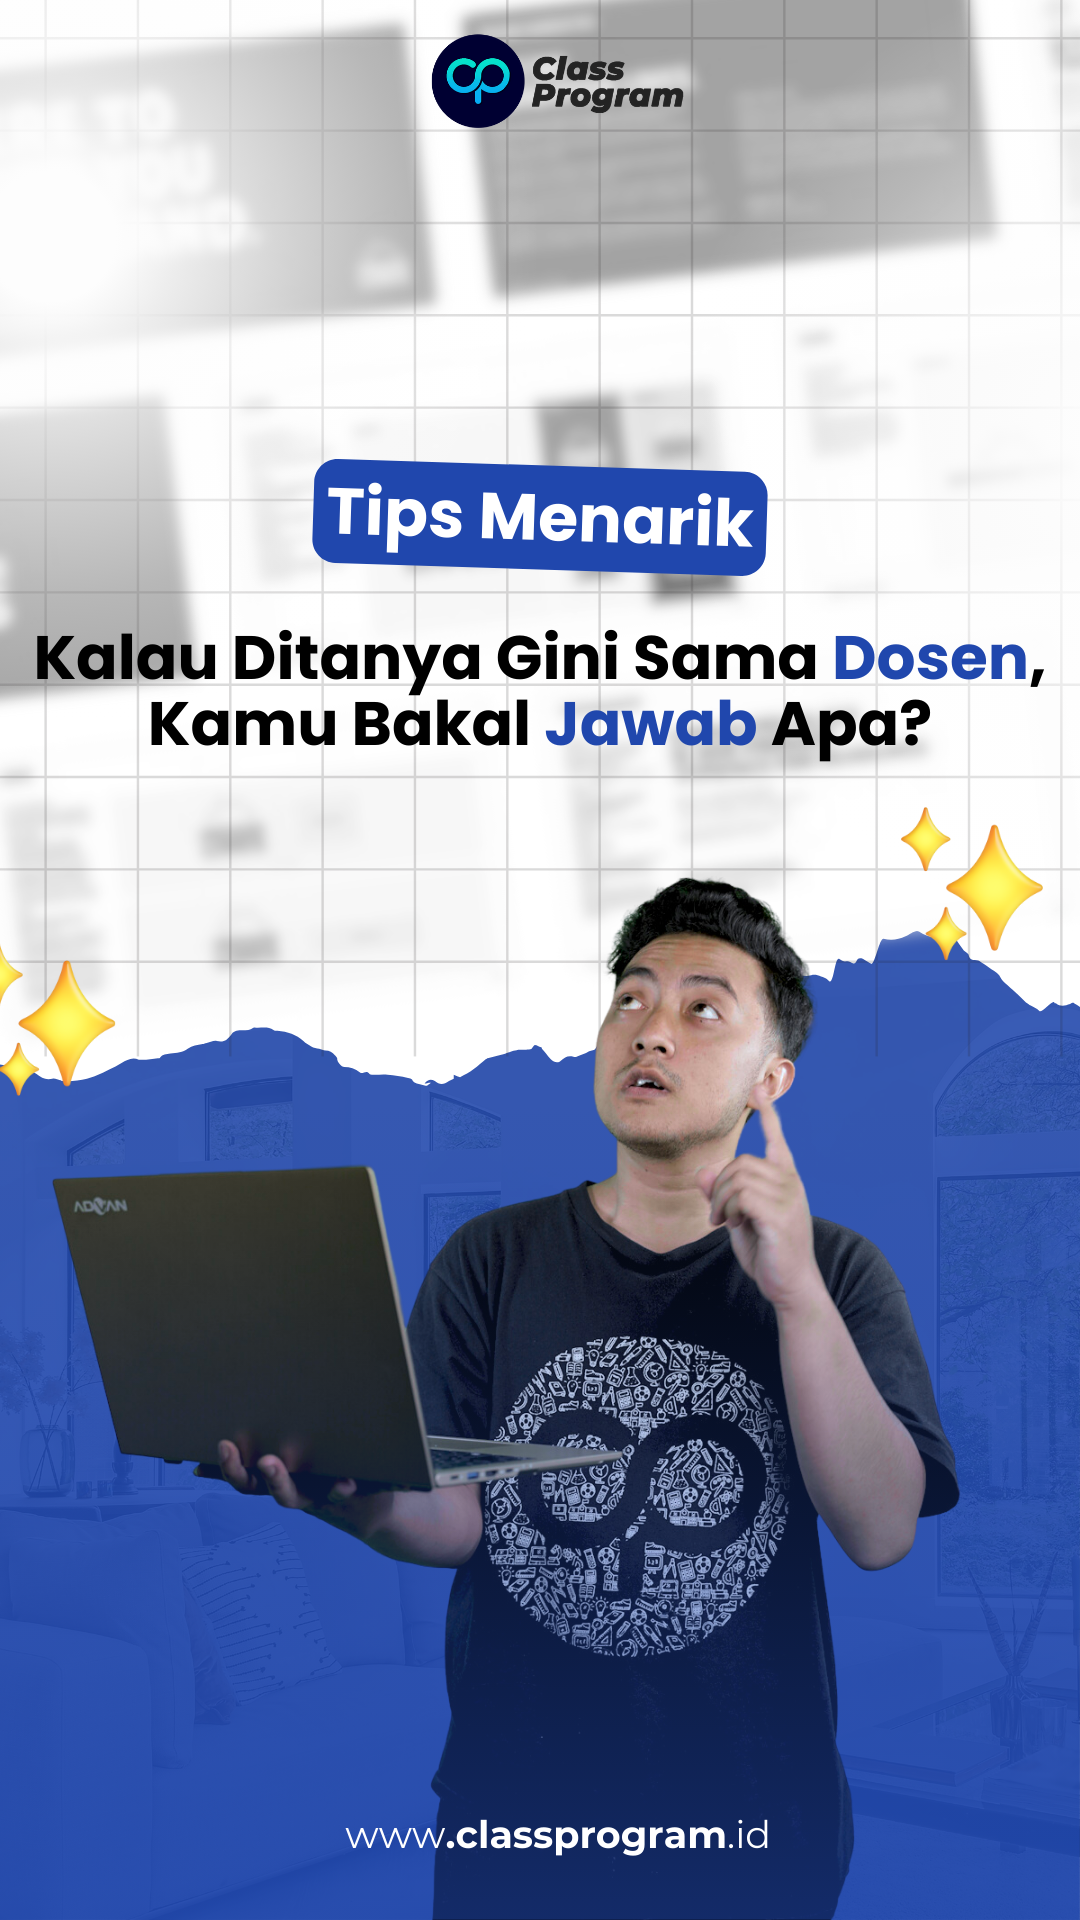 Class
Program
Tips Menarik
Kalau Ditanya Gini Sama Dosen,
Kamu Bakal Jawab Apa?
ADVAN
www.classprogram.id